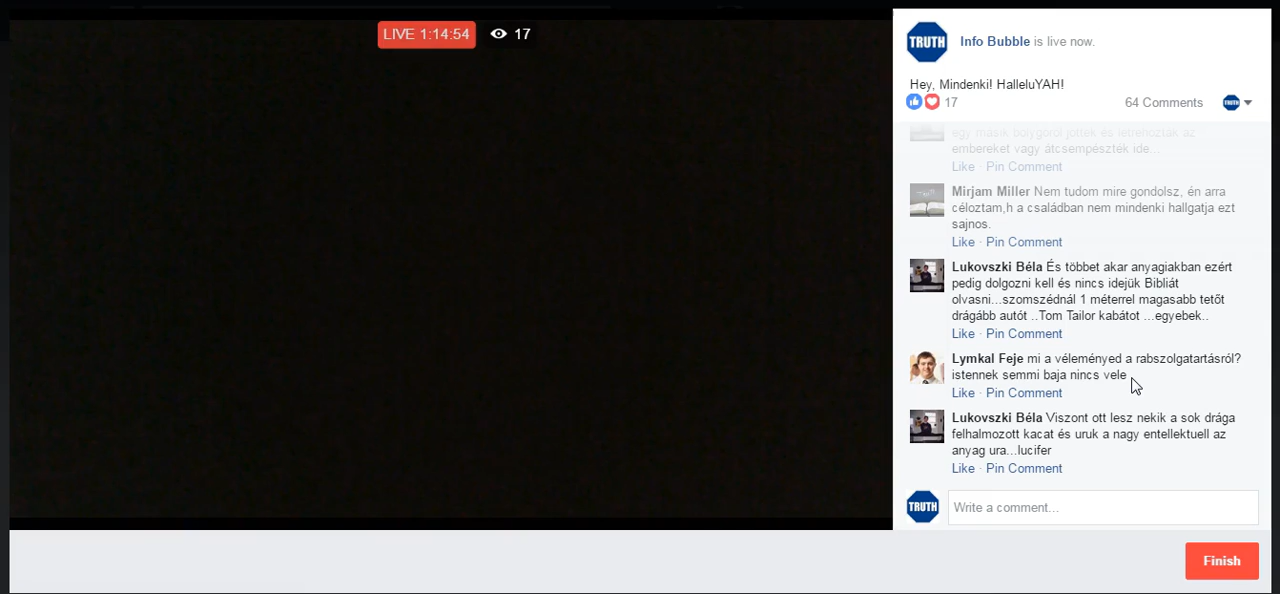 LIVE 1:14:54
17
TRUTH
Info Bubble is live now.
Hey, Mindenki! HalleluYAH!
17
64 Comments
TRUTH
egy másik bolygóról jöttek és létrehozták az
embereket vagy átcsempészték ide...
Like · Pin Comment
Mirjam Miller Nem tudom mire gondolsz, én arra
céloztam,h a családban nem mindenki hallgatja ezt
sajnos.
Like · Pin Comment
Lukovszki Béla És többet akar anyagiakban ezért
pedig dolgozni kell és nincs idejük Bibliát
olvasni...szomszédnál 1 méterrel magasabb tetőt
drágább autót ..Tom Tailor kabátot ...egyebek..
Like · Pin Comment
Lymkal Feje mi a véleményed a rabszolgatartásról?
istennek semmi baja nincs vele
Like · Pin Comment
Lukovszki Béla Viszont ott lesz nekik a sok drága
felhalmozott kacat és uruk a nagy entellektuell az
anyag ura...lucifer
Like · Pin Comment
TRUTH
Write a comment...
Finish